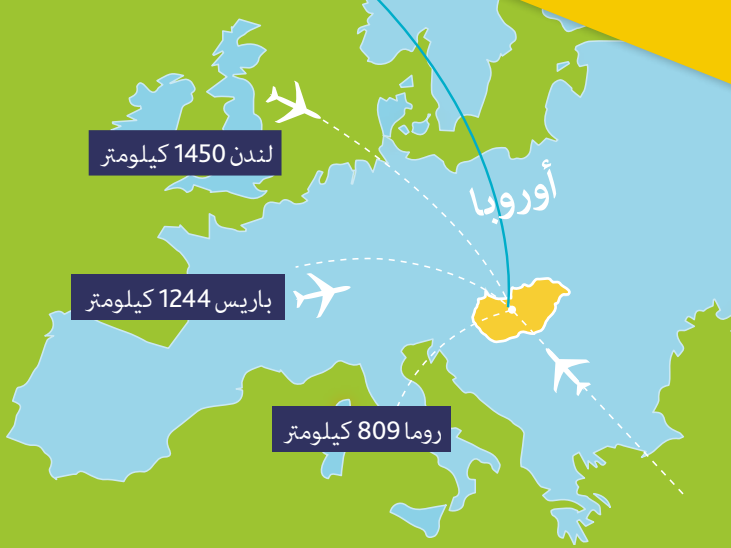 لندن 1450 كيلومتر
أوروبا
باريس 1244 كيلومتر
روما 809 كيلومتر